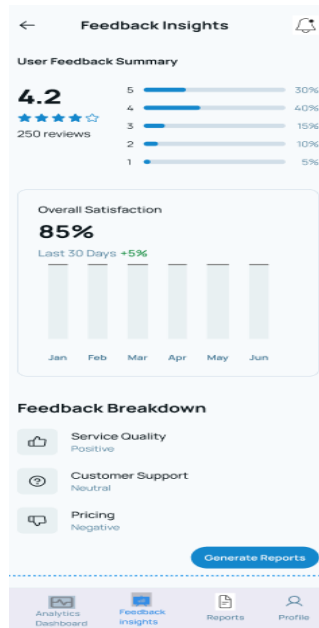 Feedback Insights
User Feedback Summary
4.2
250 reviews
5 30%
4 40%
3 15%
2 10%
1 5%
Overall Satisfaction
85%
Last 30 Days +5%
Jan Feb Mar Apr May Jun
Feedback Breakdown
Service Quality
Positive
Customer Support
Neutral
Pricing
Negative
Generate Reports
Analytics Dashboard
Feedback insights
Reports
Profile